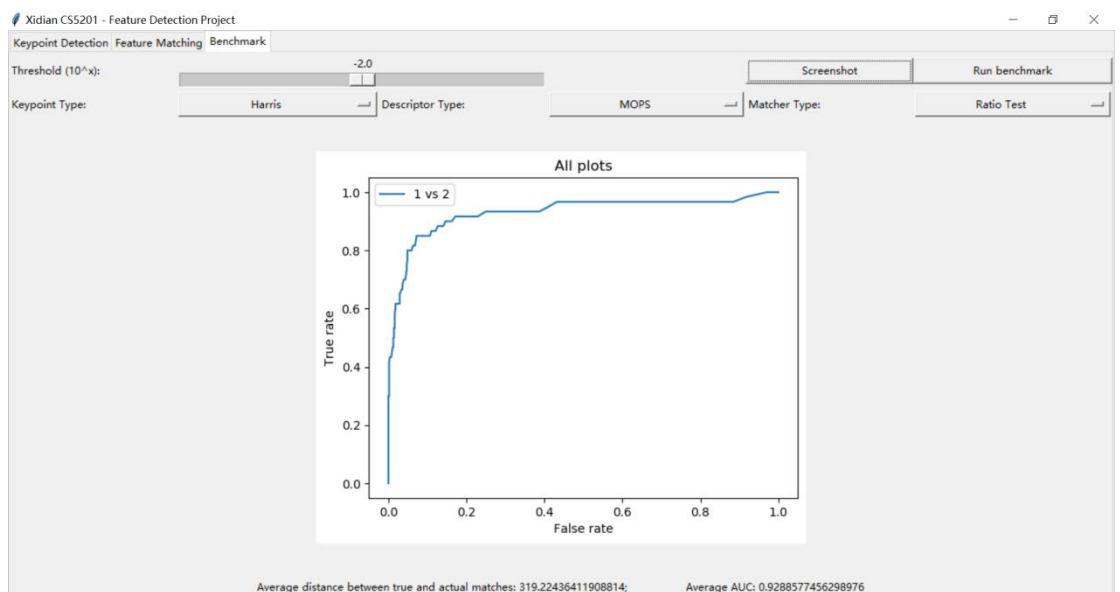 Xidian CS5201 - Feature Detection Project
Keypoint Detection Feature Matching Benchmark
Threshold (10^x): -2.0 Screenshot Run benchmark
Keypoint Type: Harris Descriptor Type: MOPS Matcher Type: Ratio Test
All plots
1 vs 2
1.0
0.8
0.6
0.4
0.2
0.0
True rate
0.0 0.2 0.4 0.6 0.8 1.0
False rate
Average distance between true and actual matches: 319.22436411908814; Average AUC: 0.9288577456298976